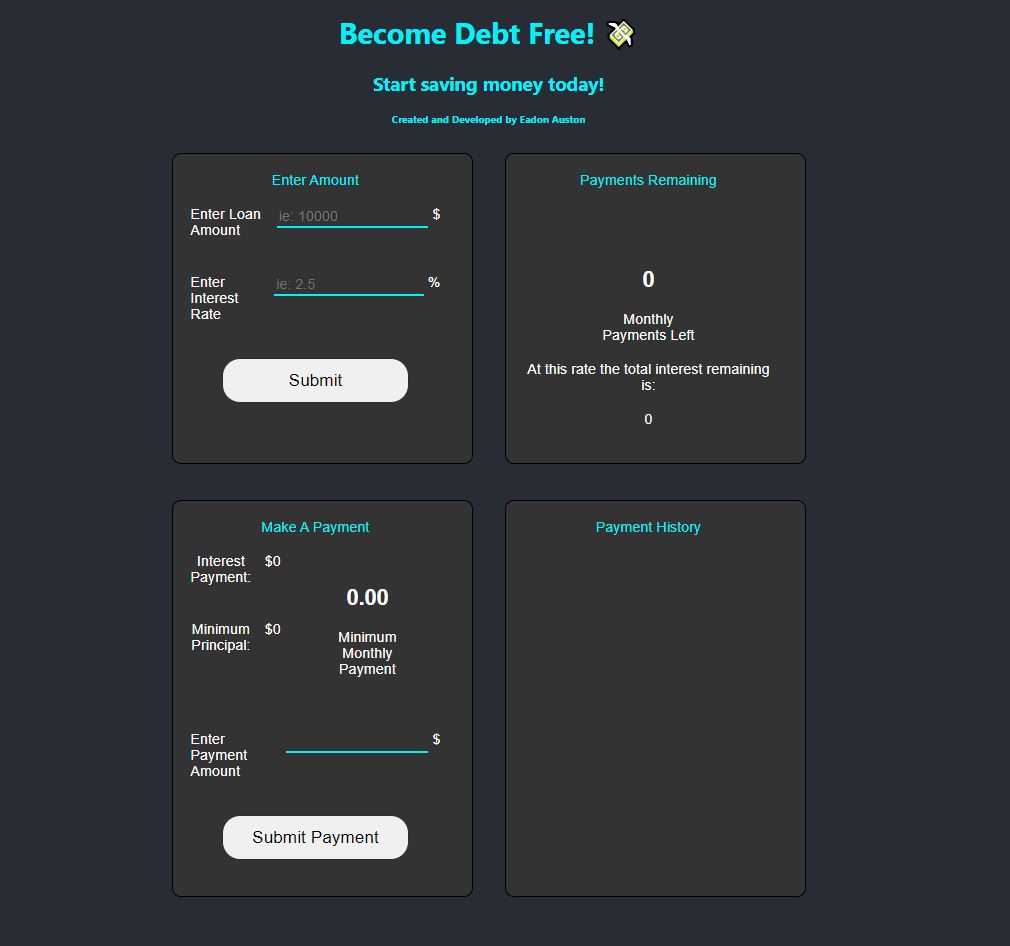 Become Debt Free! 💸
Start saving money today!
Created and Developed by Eadon Auston
Enter Amount
Enter Loan
Amount
ie: 10000
$
Enter
Interest
Rate
ie: 2.5
%
Submit
Payments Remaining
0
Monthly
Payments Left
At this rate the total interest remaining
is:
0
Make A Payment
Interest
Payment:
$0
Minimum
Principal:
$0
0.00
Minimum
Monthly
Payment
Enter
Payment
Amount
$
Submit Payment
Payment History